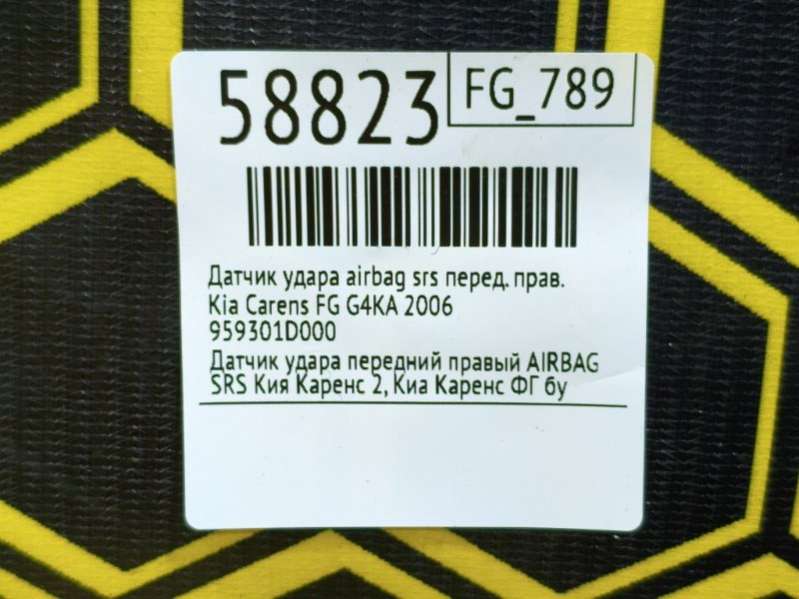 58823
FG_789
Датчик удара airbag srs перед. прав.
Kia Carens FG G4KA 2006
959301D000
Датчик удара передний правый AIRBAG
SRS Кия Каренс 2, Киа Каренс ФГ бу